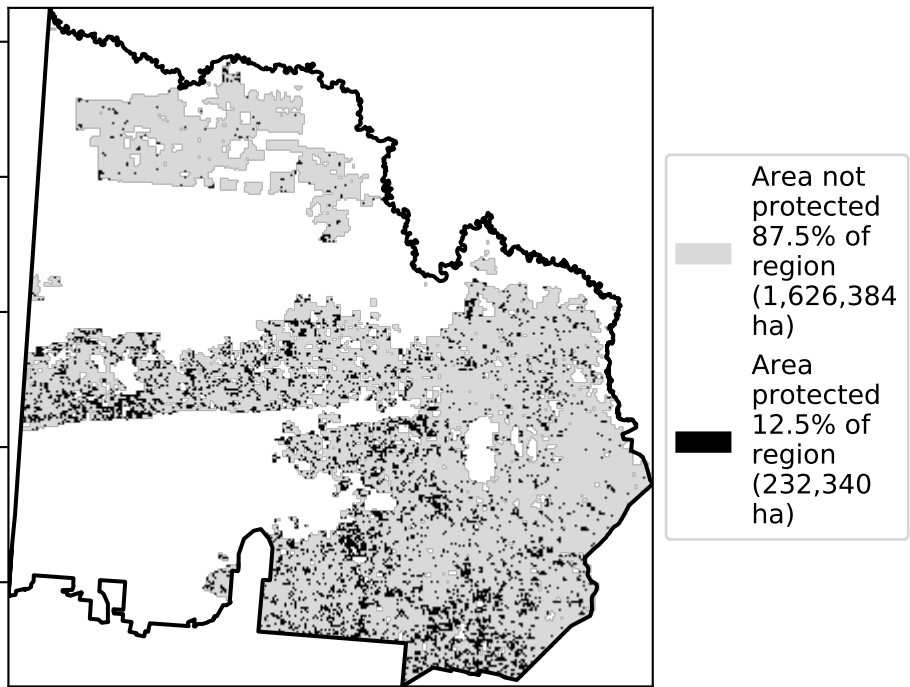 Area not
protected
87.5% of
region
(1,626,384
ha)
Area
protected
12.5% of
region
(232,340
ha)